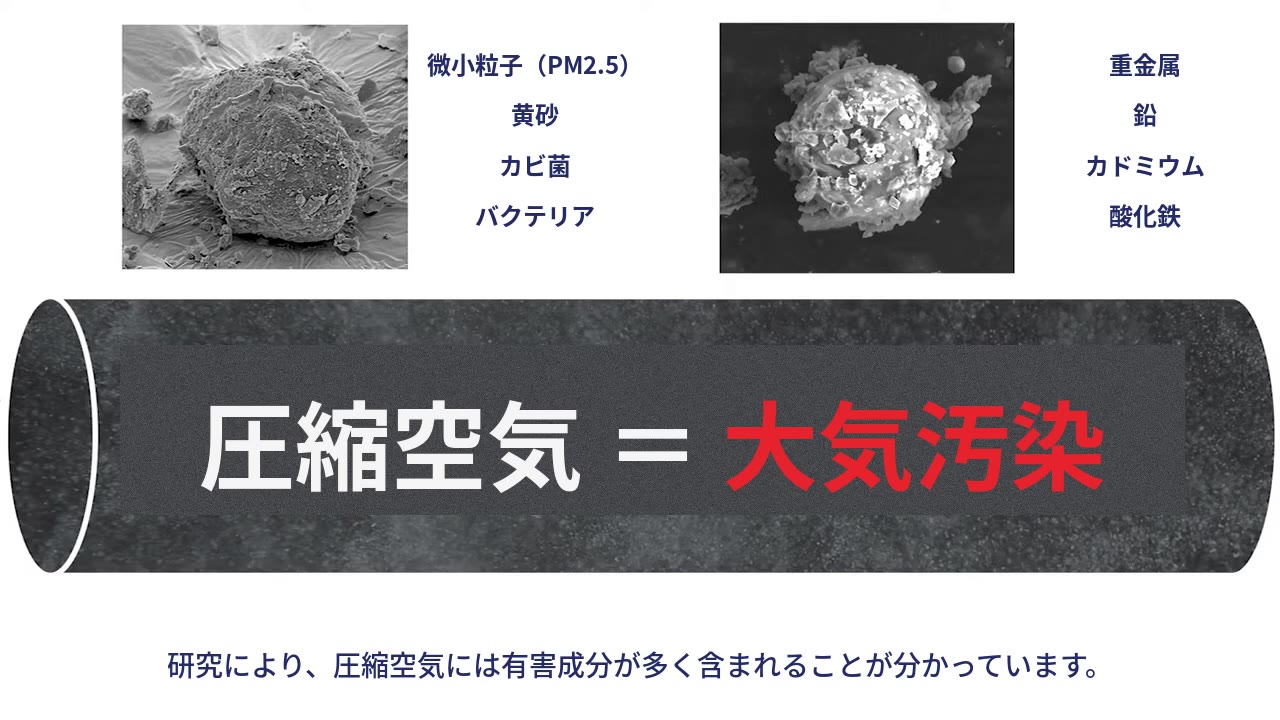 微小粒子（PM2.5）
黄砂
カビ菌
バクテリア
重金属
鉛
カドミウム
酸化鉄
圧縮空気 = 大気汚染
研究により、圧縮空気には有害成分が多く含まれることが分かっています。